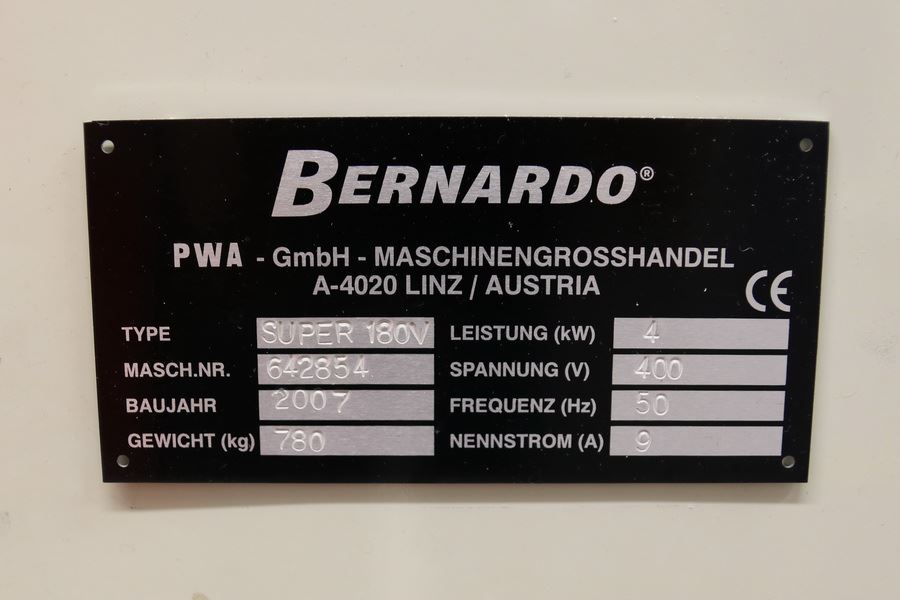 BERNARDO®
PWA - GmbH - MASCHINENGROSSHANDEL
A-4020 LINZ / AUSTRIA
CE
TYPE SUPER 180V LEISTUNG (kW) 4
MASCH.NR. 642854 SPANNUNG (V) 400
BAUJAHR 2007 FREQUENZ (Hz) 50
GEWICHT (kg) 780 NENNSTROM (A) 9